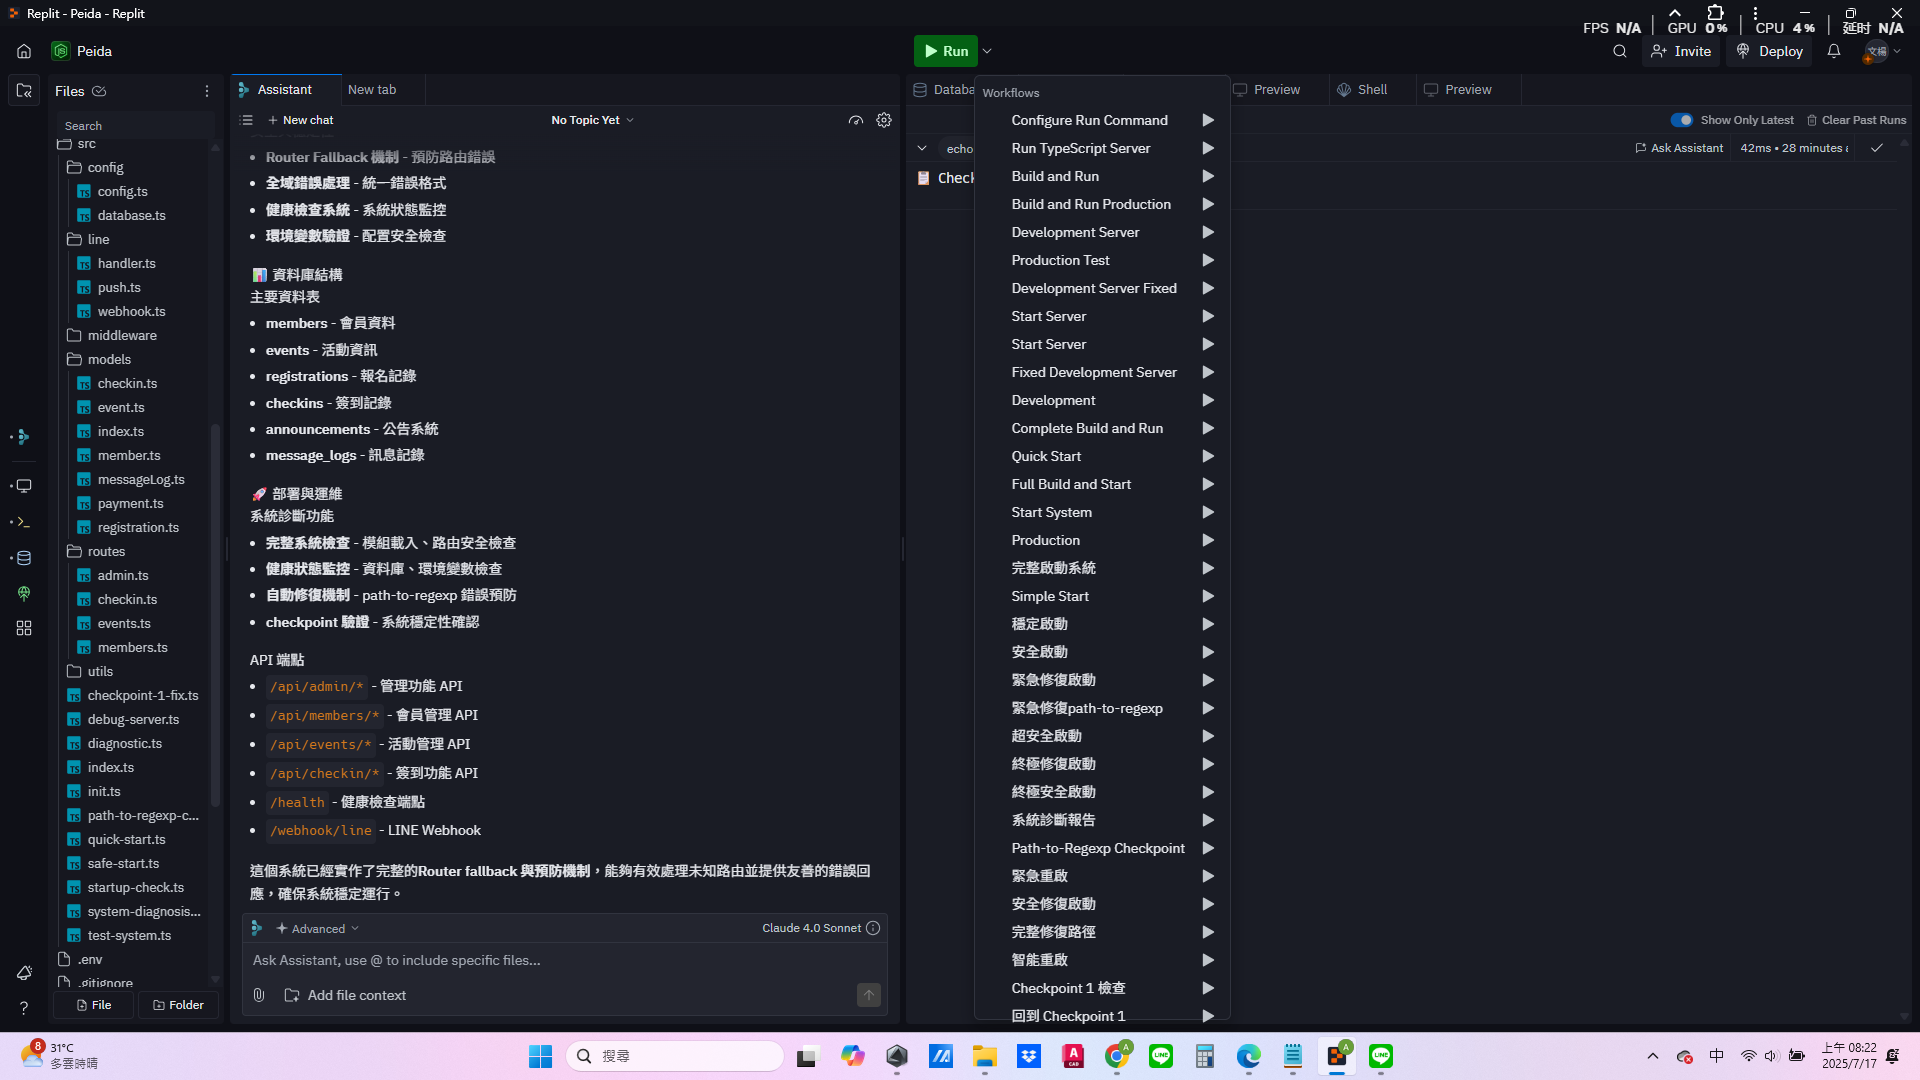 Replit - Peida - Replit
FPS N/A GPU 0% CPU 4% 延时 N/A
Peida
Run
Invite
Deploy
文楊
Files
Search
src
config
config.ts
database.ts
line
handler.ts
push.ts
webhook.ts
middleware
models
checkin.ts
event.ts
index.ts
member.ts
messageLog.ts
payment.ts
registration.ts
routes
admin.ts
checkin.ts
events.ts
members.ts
utils
checkpoint-1-fix.ts
debug-server.ts
diagnostic.ts
index.ts
init.ts
path-to-regexp-c...
quick-start.ts
safe-start.ts
startup-check.ts
system-diagnosis...
test-system.ts
.env
.gitignore
File
Folder
Assistant
New tab
New chat
No Topic Yet
Router Fallback 機制 - 預防路由錯誤
全域錯誤處理 - 統一錯誤格式
健康檢查系統 - 系統狀態監控
環境變數驗證 - 配置安全檢查
📊 資料庫結構
主要資料表
members - 會員資料
events - 活動資訊
registrations - 報名記錄
checkins - 簽到記錄
announcements - 公告系統
message_logs - 訊息記錄
🚀 部署與運維
系統診斷功能
完整系統檢查 - 模組載入、路由安全檢查
健康狀態監控 - 資料庫、環境變數檢查
自動修復機制 - path-to-regexp 錯誤預防
checkpoint 驗證 - 系統穩定性確認
API 端點
/api/admin/* - 管理功能 API
/api/members/* - 會員管理 API
/api/events/* - 活動管理 API
/api/checkin/* - 簽到功能 API
/health - 健康檢查端點
/webhook/line - LINE Webhook
這個系統已經實作了完整的Router fallback 與預防機制，能夠有效處理未知路由並提供友善的錯誤回
應，確保系統穩定運行。
Advanced
Claude 4.0 Sonnet
Ask Assistant, use @ to include specific files...
Add file context
Databa
Preview
Shell
Preview
Show Only Latest
Clear Past Runs
echo
Ask Assistant
42ms • 28 minutes a
📋 Check
Workflows
Configure Run Command
Run TypeScript Server
Build and Run
Build and Run Production
Development Server
Production Test
Development Server Fixed
Start Server
Start Server
Fixed Development Server
Development
Complete Build and Run
Quick Start
Full Build and Start
Start System
Production
完整啟動系統
Simple Start
穩定啟動
安全啟動
緊急修復啟動
緊急修復path-to-regexp
超安全啟動
終極修復啟動
終極安全啟動
系統診斷報告
Path-to-Regexp Checkpoint
緊急重啟
安全修復啟動
完整修復路徑
智能重啟
Checkpoint 1 檢查
回到 Checkpoint 1
8
31°C
多雲時晴
搜尋
中
上午 08:22
2025/7/17